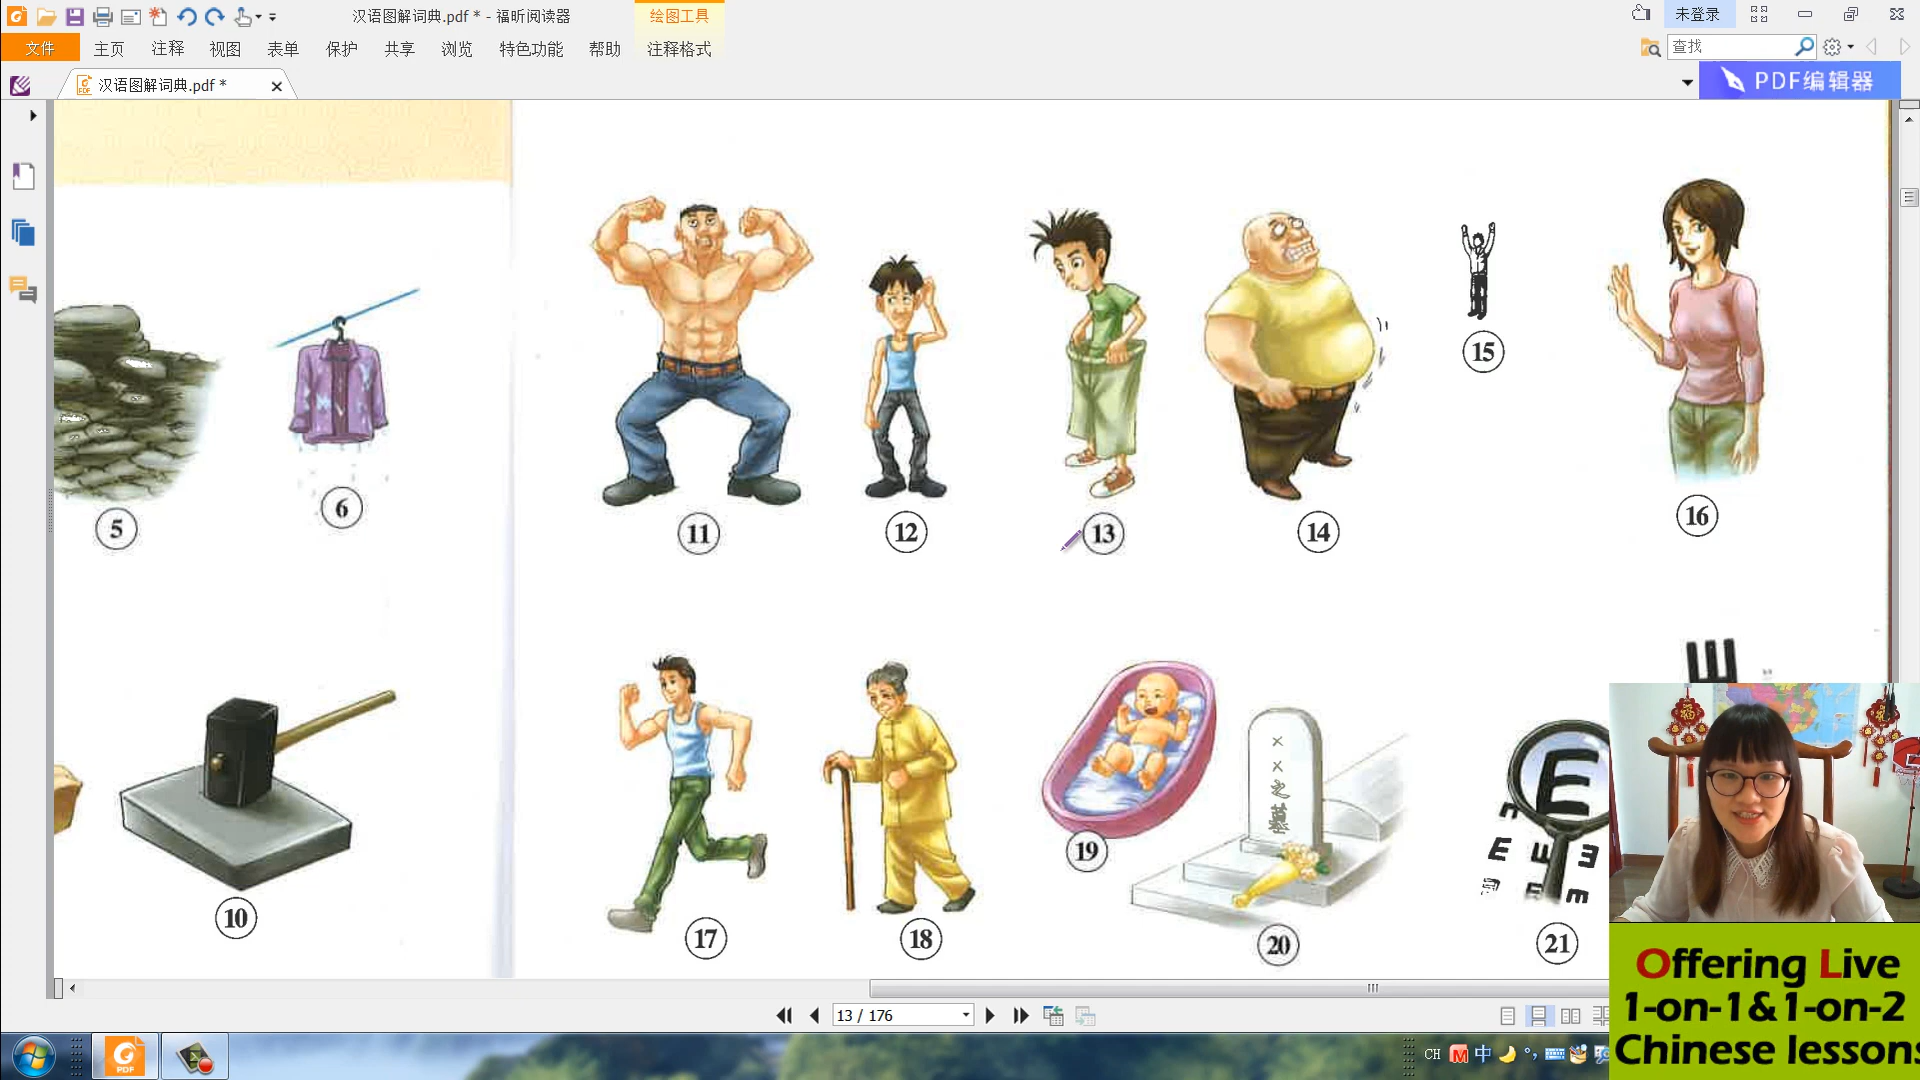 汉语图解词典.pdf * - 福昕阅读器
绘图工具
未登录
文件 主页 注释 视图 表单 保护 共享 浏览 特色功能 帮助 注释格式
查找
汉语图解词典.pdf *
PDF编辑器
15
5
6
11
12
13
14
16
E
××之墓
E
19
10
17
18
20
21
13 / 176
CH
中
PDF
Offering Live
1-on-1&1-on-2
Chinese lessons